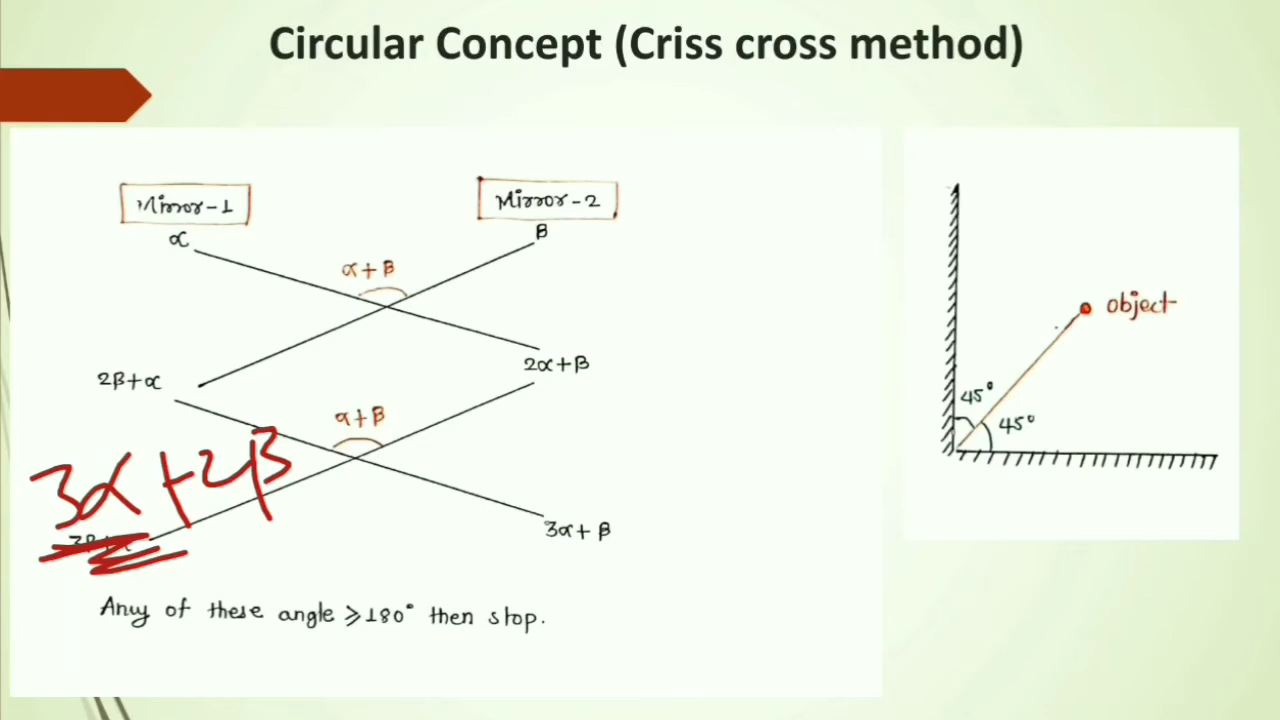 Circular Concept (Criss cross method)
Mirror-1
Mirror-2
α
β
α+β
2β+α
2α+β
α+β
3α+2β
3α+β
Any of these angle ≥180° then stop.
object
45°
45°